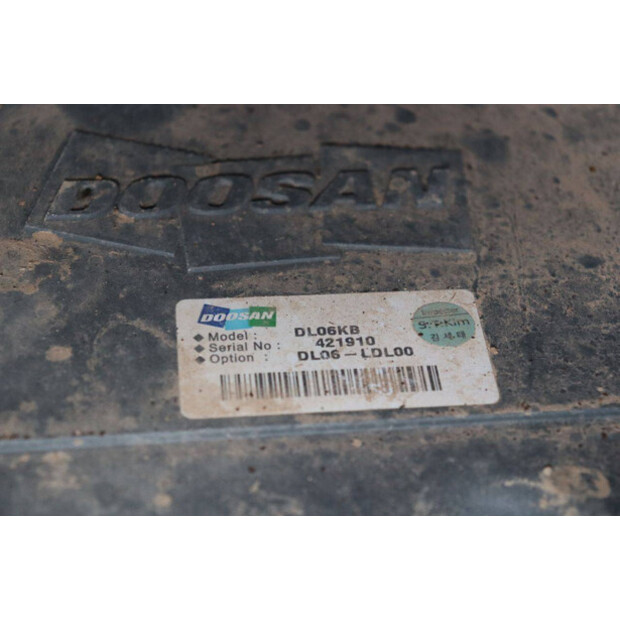 DOOSAN
DOOSAN
◆ Model : DL06KB
◆ Serial No : 421910
◆ Option : DL06-LDL00